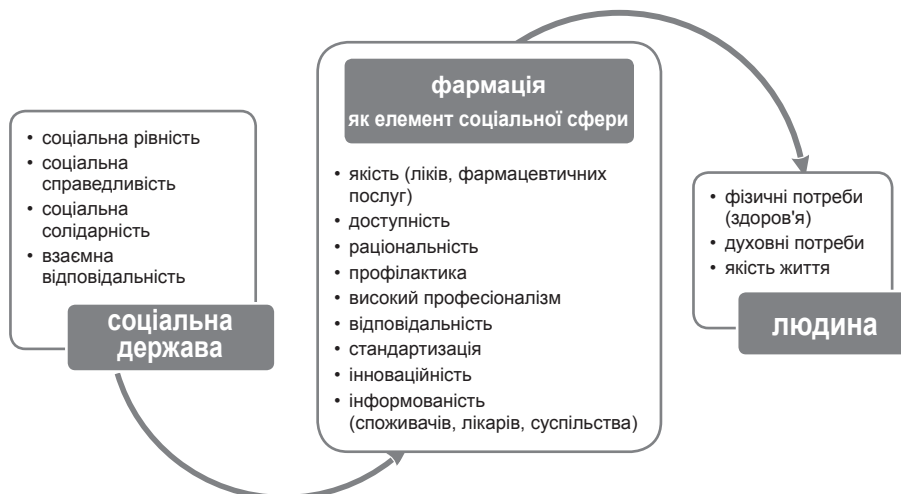 • соціальна рівність
• соціальна
справедливість
• соціальна
солідарність
• взаємна
відповідальність
соціальна
держава
фармація
як елемент соціальної сфери
• якість (ліків, фармацевтичних
послуг)
• доступність
• раціональність
• профілактика
• високий професіоналізм
• відповідальність
• стандартизація
• інноваційність
• інформованість
(споживачів, лікарів, суспільства)
• фізичні потреби
(здоров'я)
• духовні потреби
• якість життя
людина